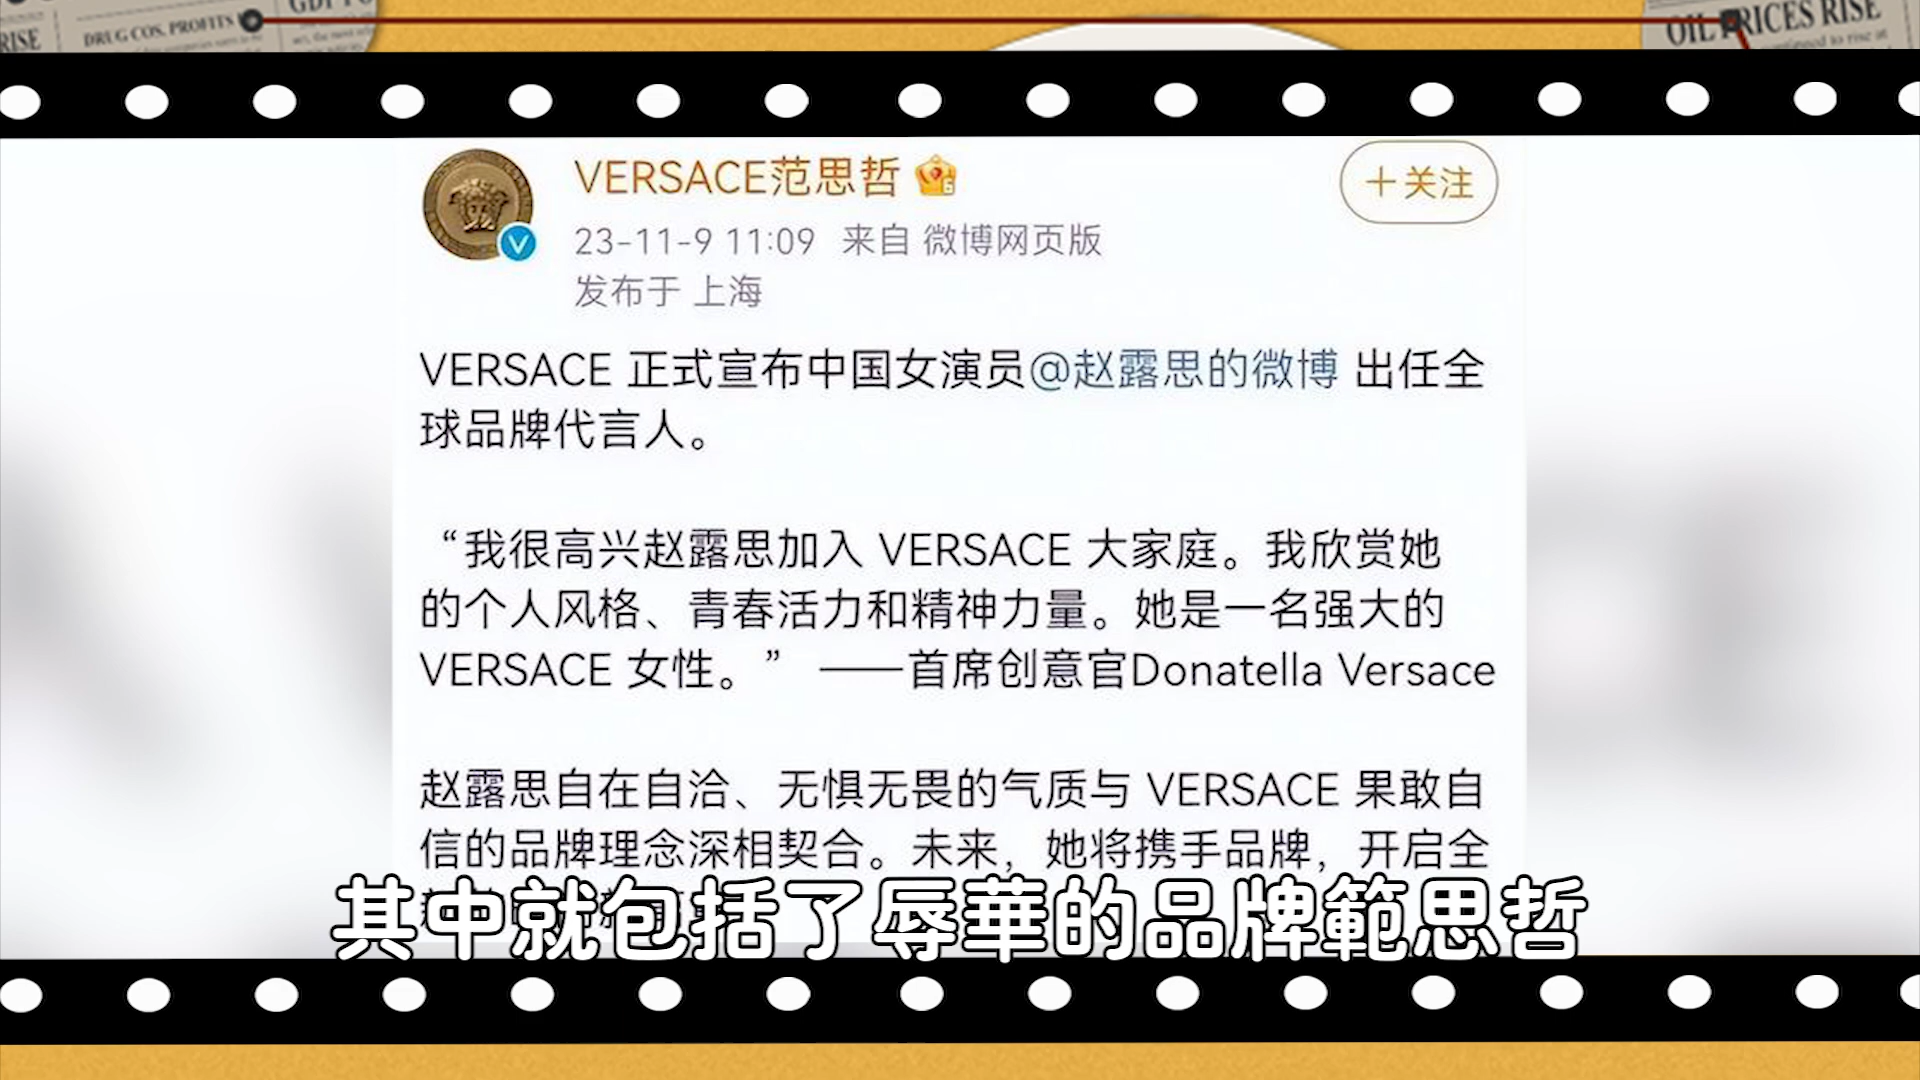 RISE
DRUG COS. PROFITS
OIL PRICES RISE
VERSACE范思哲
+关注
23-11-9 11:09 来自 微博网页版
发布于 上海
VERSACE 正式宣布中国女演员@赵露思的微博 出任全
球品牌代言人。
“我很高兴赵露思加入 VERSACE 大家庭。我欣赏她
的个人风格、青春活力和精神力量。她是一名强大的
VERSACE 女性。” ——首席创意官Donatella Versace
赵露思自在自洽、无惧无畏的气质与 VERSACE 果敢自
信的品牌理念深相契合。未来，她将携手品牌，开启全
其中就包括了辱華的品牌範思哲